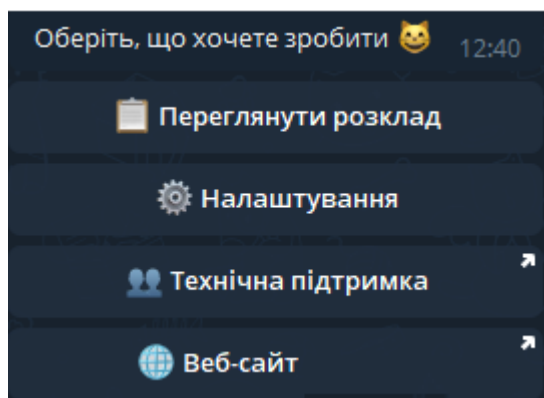 Оберіть, що хочете зробити 😺 12:40
📋 Переглянути розклад
⚙️ Налаштування
👥 Технічна підтримка
🌐 Веб-сайт